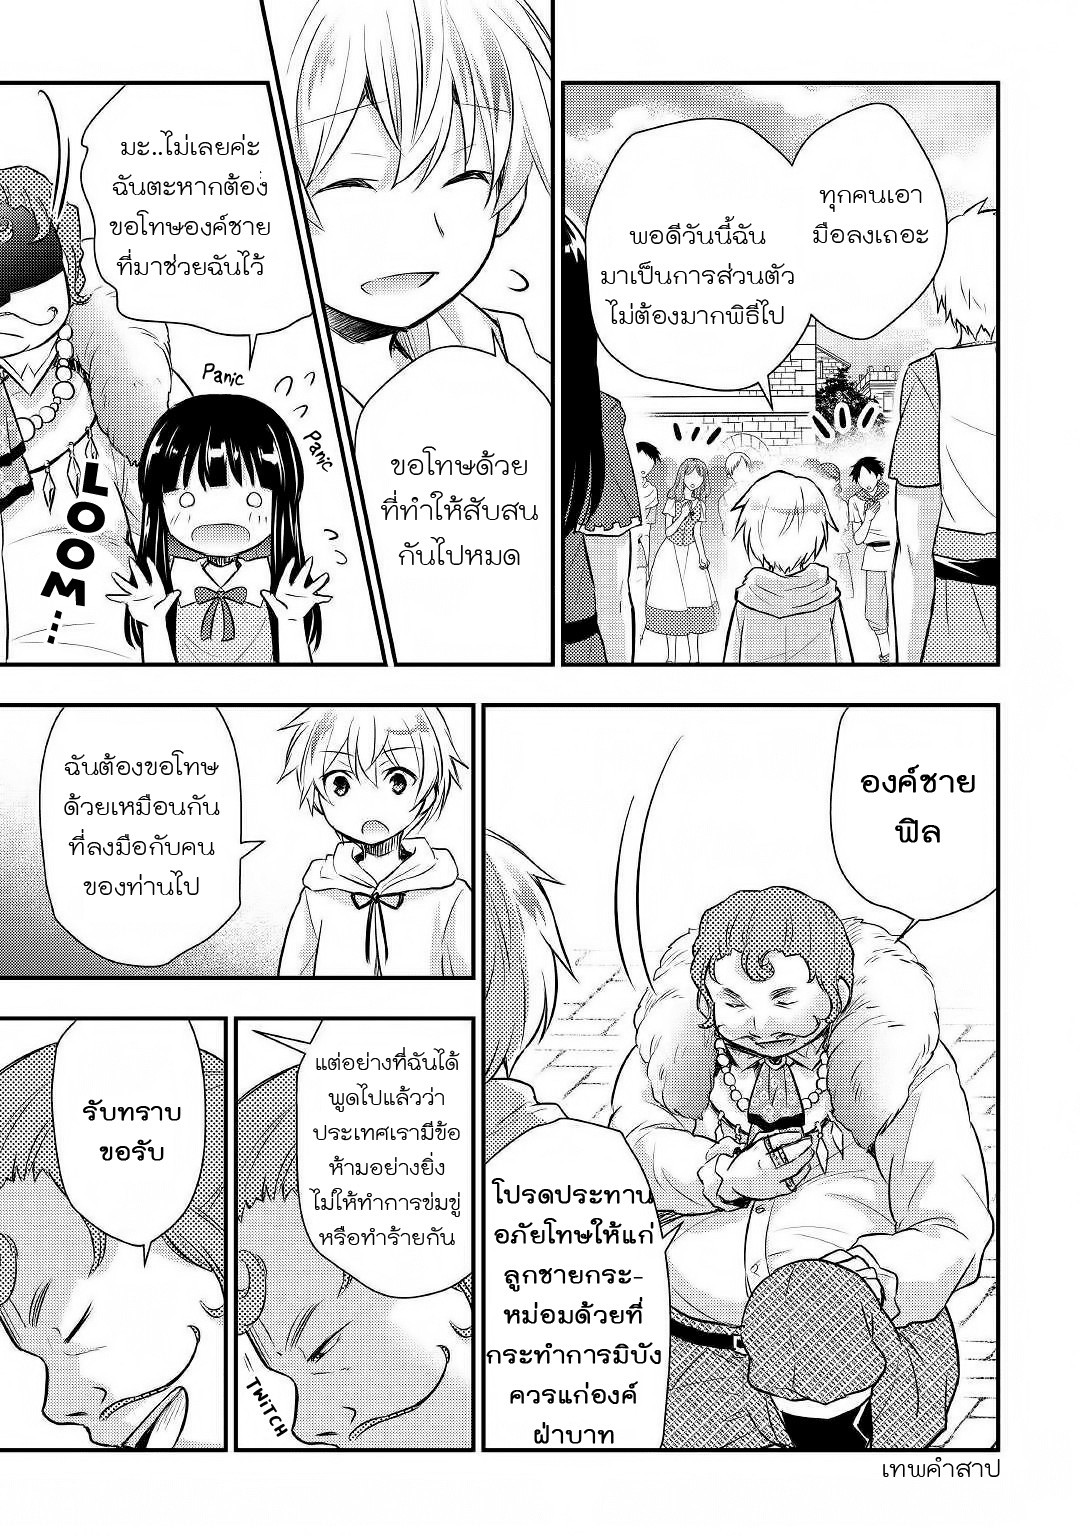 ทุกคนเอา
มือลงเถอะ
พอดีวันนี้ฉัน
มาเป็นการส่วนตัว
ไม่ต้องมากพิธีไป
ขอโทษด้วย
ที่ทำให้สับสน
กันไปหมด
มะ..ไม่เลยค่ะ
ฉันตะหากต้อง่
ขอโทษองค์ชาย
ที่มาช่วยฉันไว้
Panic
Panic
LOOM...
องค์ชาย
ฟิล
โปรดประทาน
อภัยโทษให้แก่
ลูกชายกระ-
หม่อมด้วยที่
กระทำการมิบัง
ควรแก่องค์
ฝ่าบาท
ฉันต้องขอโทษ
ด้วยเหมือนกัน
ที่ลงมือกับคน
ของท่านไป
แต่อย่างที่ฉันได้
พูดไปแล้วว่า
ประเทศเรามีข้อ
ห้ามอย่างยิ่ง
ไม่ให้ทำการข่มขู่
หรือทำร้ายกัน
TWITCH
รับทราบ
ขอรับ
เทพคำสาป